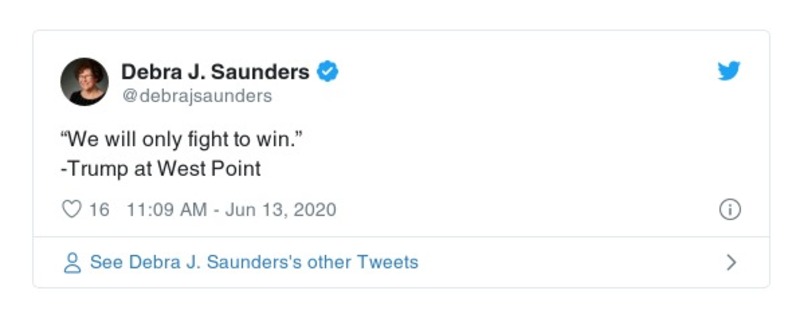 Debra J. Saunders
@debrajsaunders
“We will only fight to win.”
-Trump at West Point
16 11:09 AM - Jun 13, 2020
See Debra J. Saunders's other Tweets